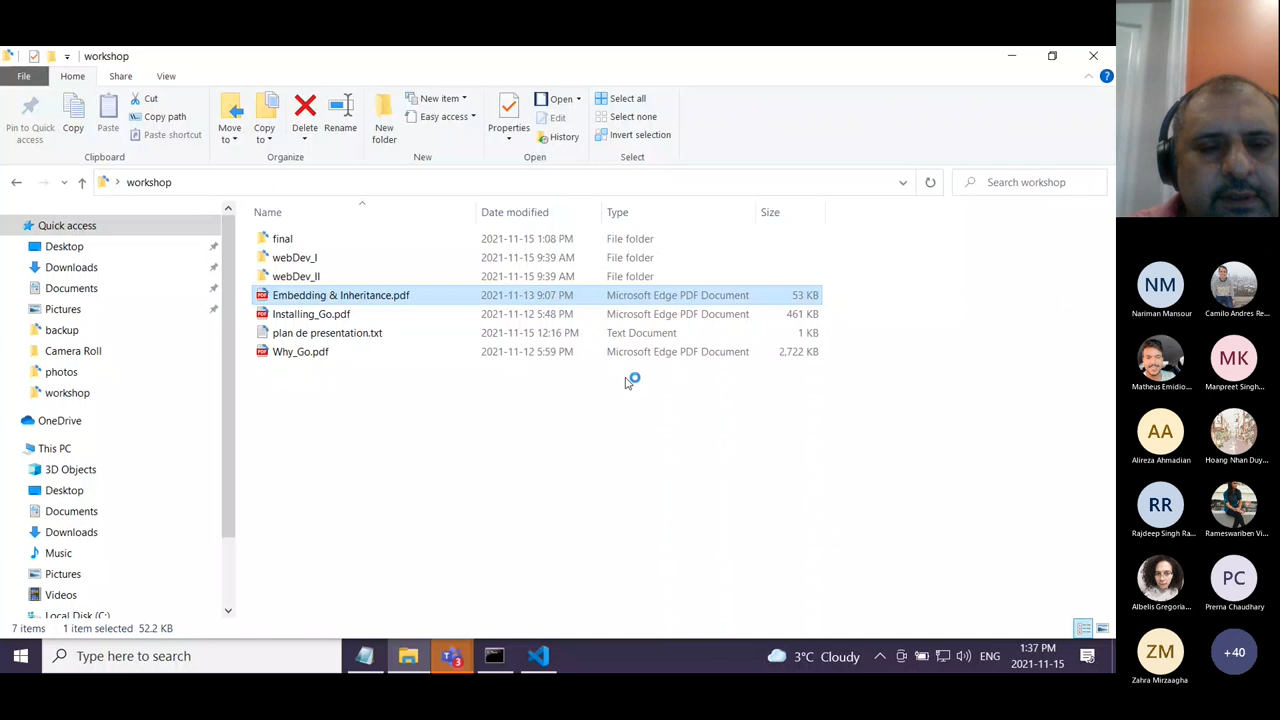 workshop
File Home Share View
Pin to Quick access
Copy
Paste
Cut
Copy path
Paste shortcut
Clipboard
Move to
Copy to
Delete
Rename
Organize
New folder
New item
Easy access
New
Properties
Open
Edit
History
Open
Select all
Select none
Invert selection
Select
workshop
Search workshop
Name Date modified Type Size
final 2021-11-15 1:08 PM File folder
webDev_I 2021-11-15 9:39 AM File folder
webDev_II 2021-11-15 9:39 AM File folder
Embedding & Inheritance.pdf 2021-11-13 9:07 PM Microsoft Edge PDF Document 53 KB
Installing_Go.pdf 2021-11-12 5:48 PM Microsoft Edge PDF Document 461 KB
plan de presentation.txt 2021-11-15 12:16 PM Text Document 1 KB
Why_Go.pdf 2021-11-12 5:59 PM Microsoft Edge PDF Document 2,722 KB
Quick access
Desktop
Downloads
Documents
Pictures
backup
Camera Roll
photos
workshop
OneDrive
This PC
3D Objects
Desktop
Documents
Downloads
Music
Pictures
Videos
Local Disk (C:)
7 items 1 item selected 52.2 KB
Type here to search
3
3°C Cloudy
ENG
1:37 PM
2021-11-15
NM
Nariman Mansour
Camilo Andres Re...
Matheus Emidio...
MK
Manpreet Singh...
AA
Alireza Ahmadian
Hoang Nhan Duy...
RR
Rajdeep Singh Ra...
Rameswariben Vi...
Albelis Gregoria...
PC
Prerna Chaudhary
ZM
Zahra Mirzaagha
+40